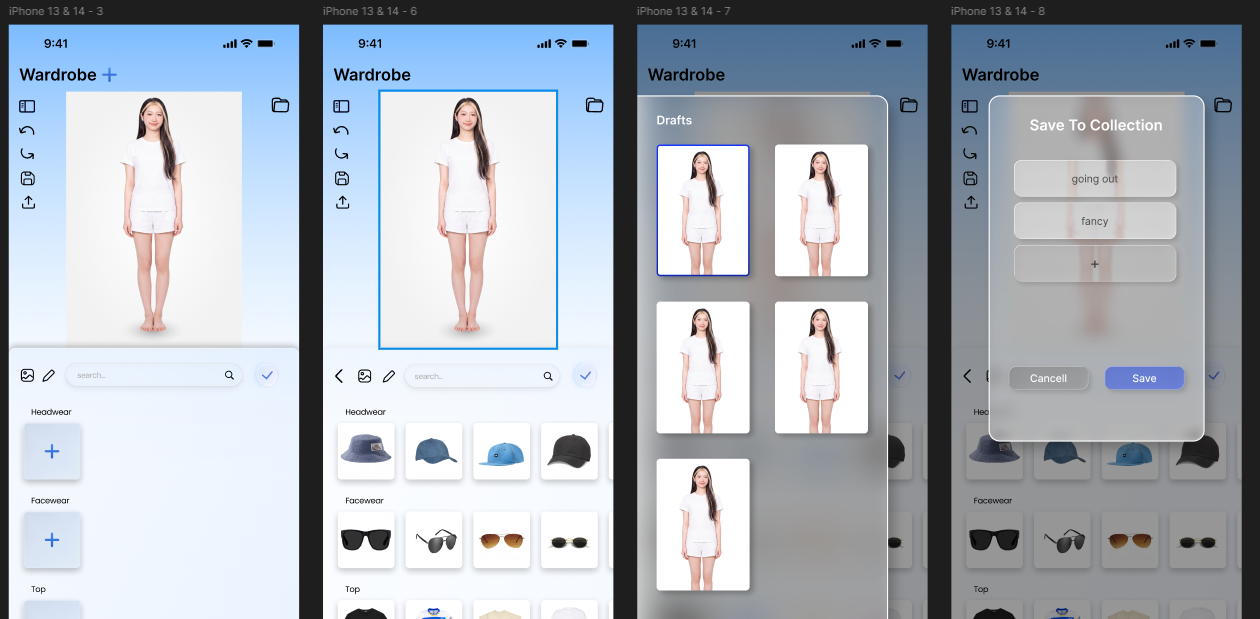 iPhone 13 & 14 - 3
9:41
Wardrobe
search..
Headwear
Facewear
Top
iPhone 13 & 14 - 6
9:41
Wardrobe
search..
Headwear
Facewear
Top
iPhone 13 & 14 - 7
9:41
Wardrobe
Drafts
iPhone 13 & 14 - 8
9:41
Wardrobe
Save To Collection
going out
fancy
+
Cancell
Save
Hea
Facewear
Top